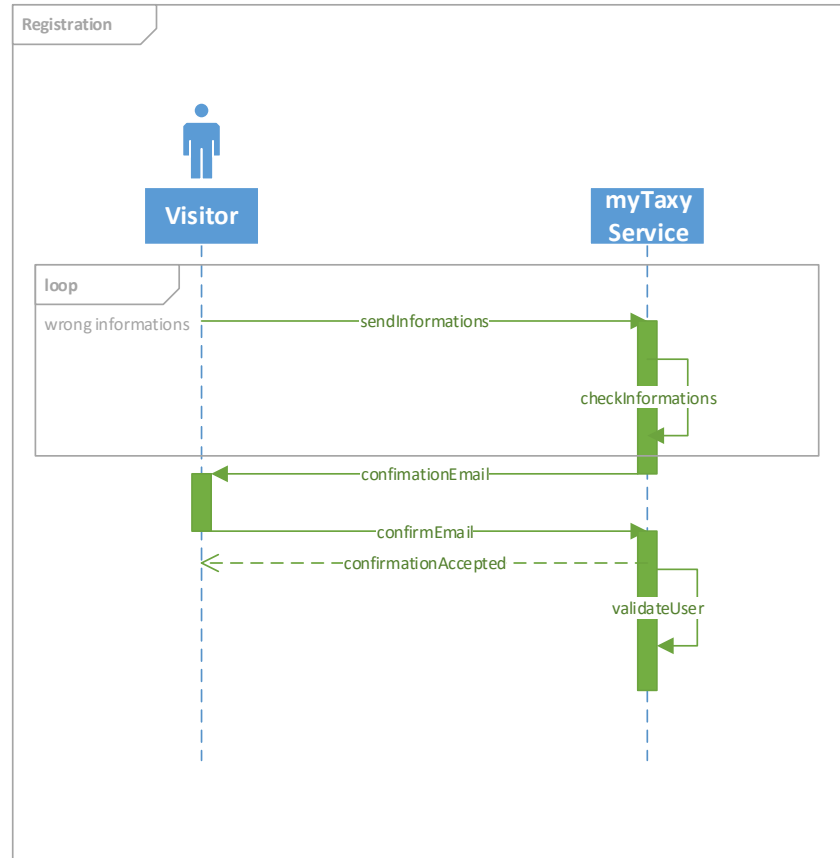 Registration
Visitor
myTaxy
Service
loop
wrong informations
sendInformations
checkInformations
confimationEmail
confirmEmail
confirmationAccepted
validateUser